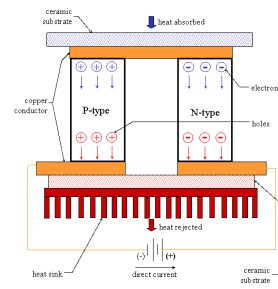 ceramic
substrate
heat absorbed
electron
copper
conductor
P-type
N-type
holes
heat rejected
(-)
(+)
heat sink
direct current
ceramic
substrate